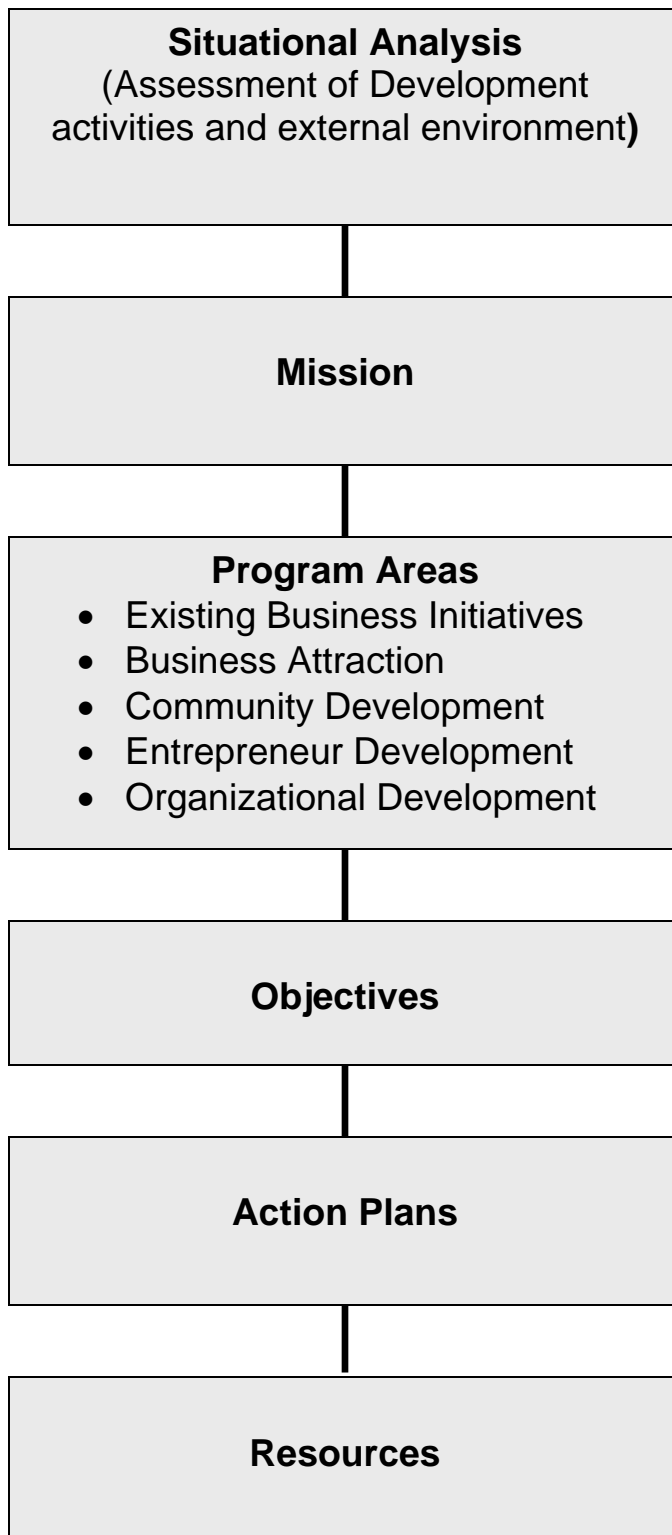 Situational Analysis
(Assessment of Development
activities and external environment)
Mission
Program Areas
• Existing Business Initiatives
• Business Attraction
• Community Development
• Entrepreneur Development
• Organizational Development
Objectives
Action Plans
Resources